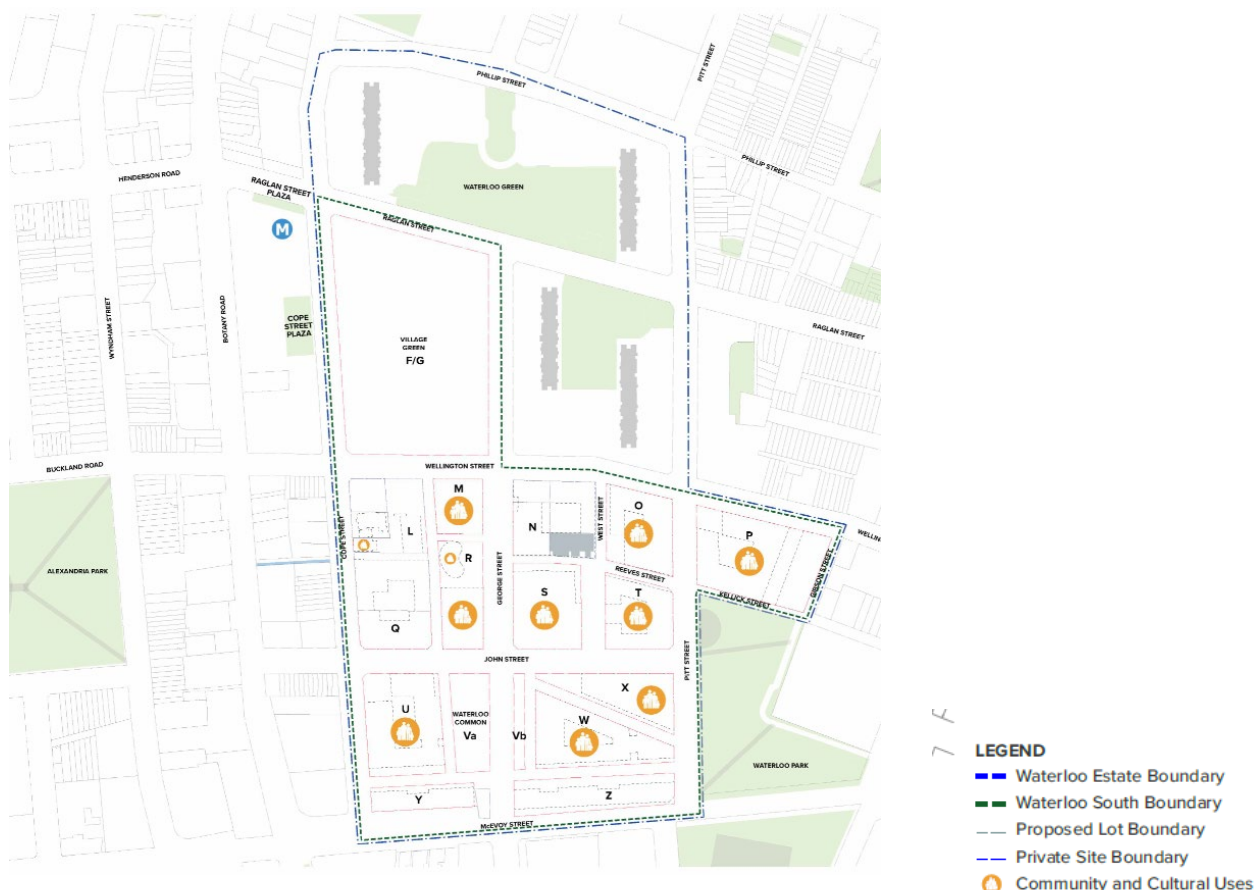 PHILLIP STREET
PITT STREET
PHILLIP STREET
HENDERSON ROAD
RAGLAN STREET
PLAZA
WATERLOO GREEN
M
RAGLAN STREET
WYNDHAM STREET
BOTANY ROAD
COPE
STREET
PLAZA
VILLAGE
GREEN
F/G
RAGLAN STREET
BUCKLAND ROAD
WELLINGTON STREET
M
O
N
L
COPE STREET
WEST STREET
P
R
GEORGE STREET
REEVES STREET
GIBSON STREET
ALEXANDRIA PARK
S
T
KELLICK STREET
Q
JOHN STREET
PITT STREET
X
U
WATERLOO
COMMON
Va
Vb
W
WATERLOO PARK
Y
Z
McEVOY STREET
LEGEND
Waterloo Estate Boundary
Waterloo South Boundary
Proposed Lot Boundary
Private Site Boundary
Community and Cultural Uses